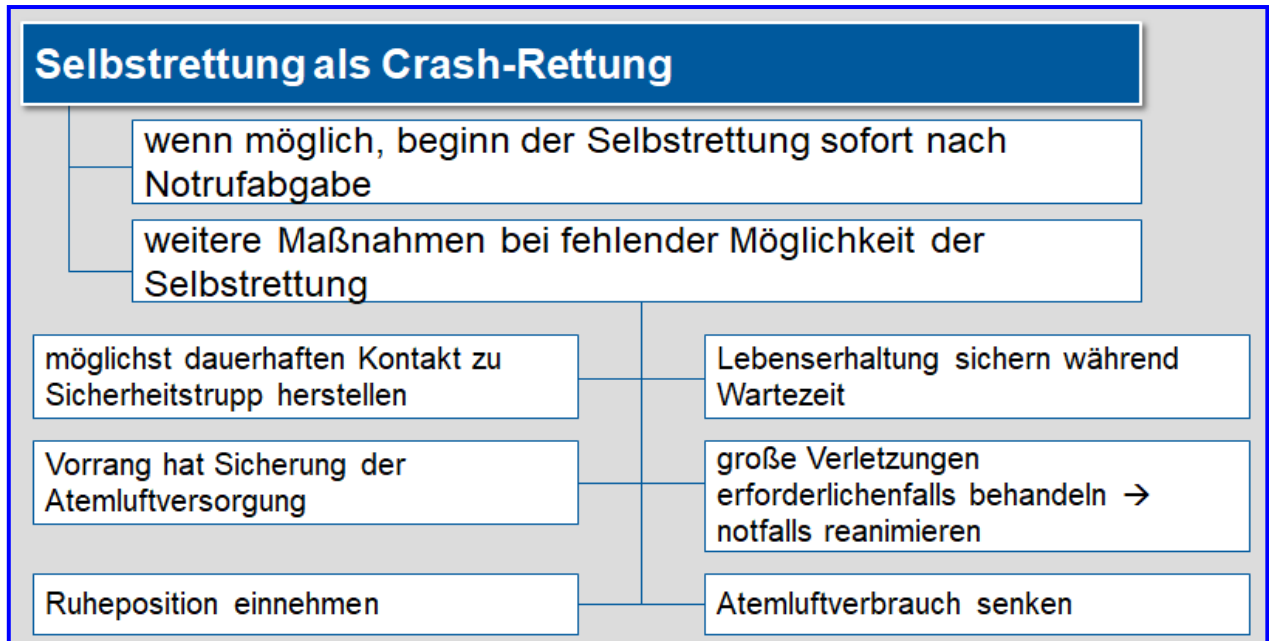 Selbstrettung als Crash-Rettung
wenn möglich, beginn der Selbstrettung sofort nach
Notrufabgabe
weitere Maßnahmen bei fehlender Möglichkeit der
Selbstrettung
möglichst dauerhaften Kontakt zu
Sicherheitstrupp herstellen
Lebenserhaltung sichern während
Wartezeit
Vorrang hat Sicherung der
Atemluftversorgung
große Verletzungen
erforderlichenfalls behandeln →
notfalls reanimieren
Ruheposition einnehmen
Atemluftverbrauch senken